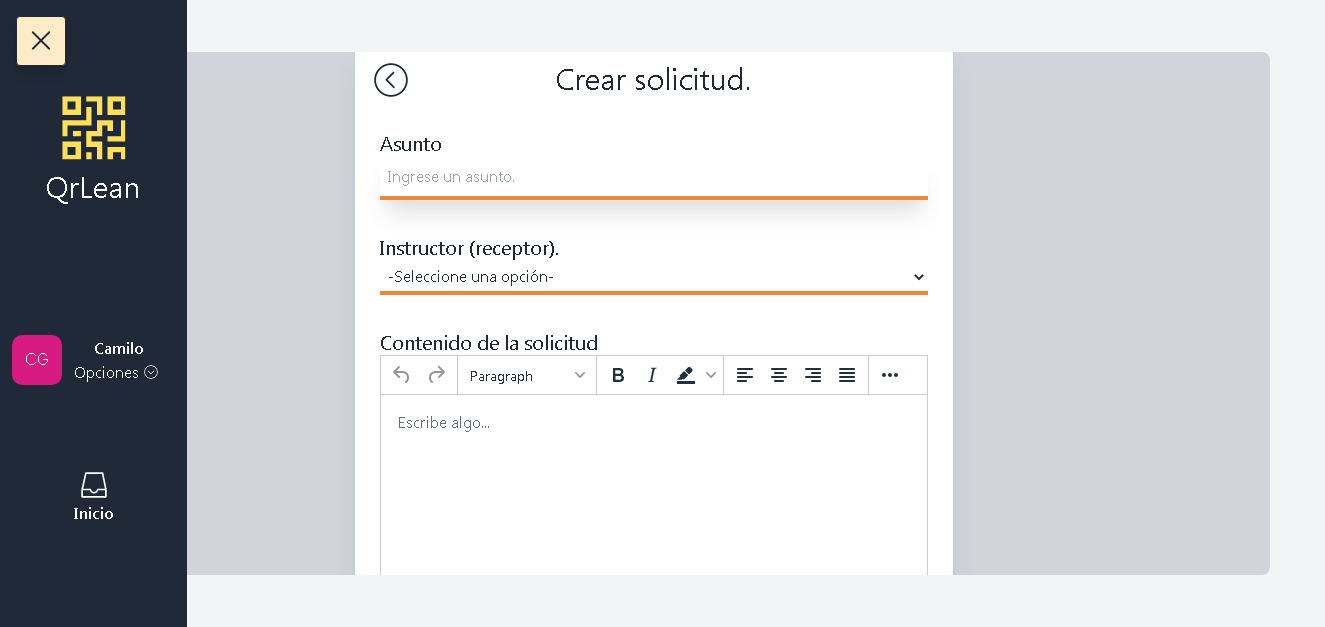 QrLean
CG
Camilo
Opciones
Inicio
Crear solicitud.
Asunto
Ingrese un asunto.
Instructor (receptor).
-Seleccione una opción-
Contenido de la solicitud
Paragraph
B I
Escribe algo...